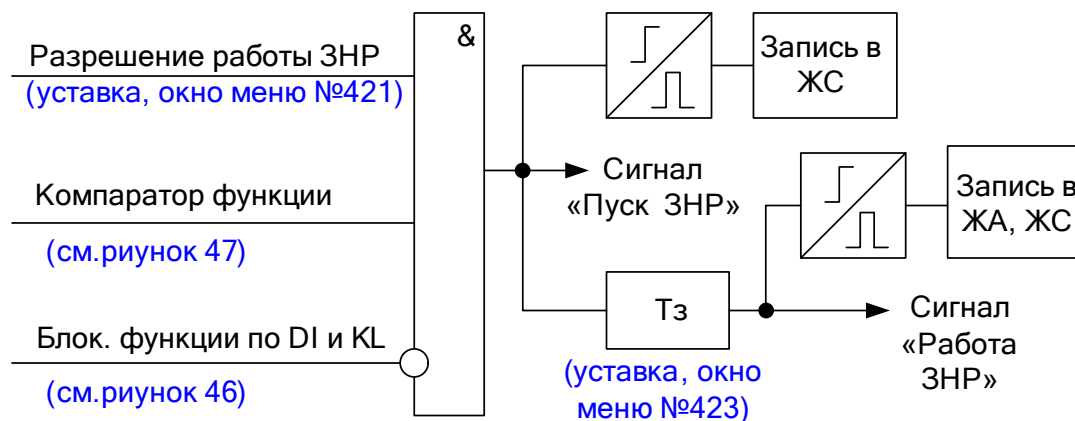 &
Разрешение работы ЗНР
(уставка, окно меню №421)
Компаратор функции
(см.риунок 47)
Блок. функции по DI и KL
(см.риунок 46)
Запись в
ЖС
Сигнал
«Пуск ЗНР»
Запись в
ЖА, ЖС
Тз
(уставка, окно
меню №423)
Сигнал
«Работа
ЗНР»